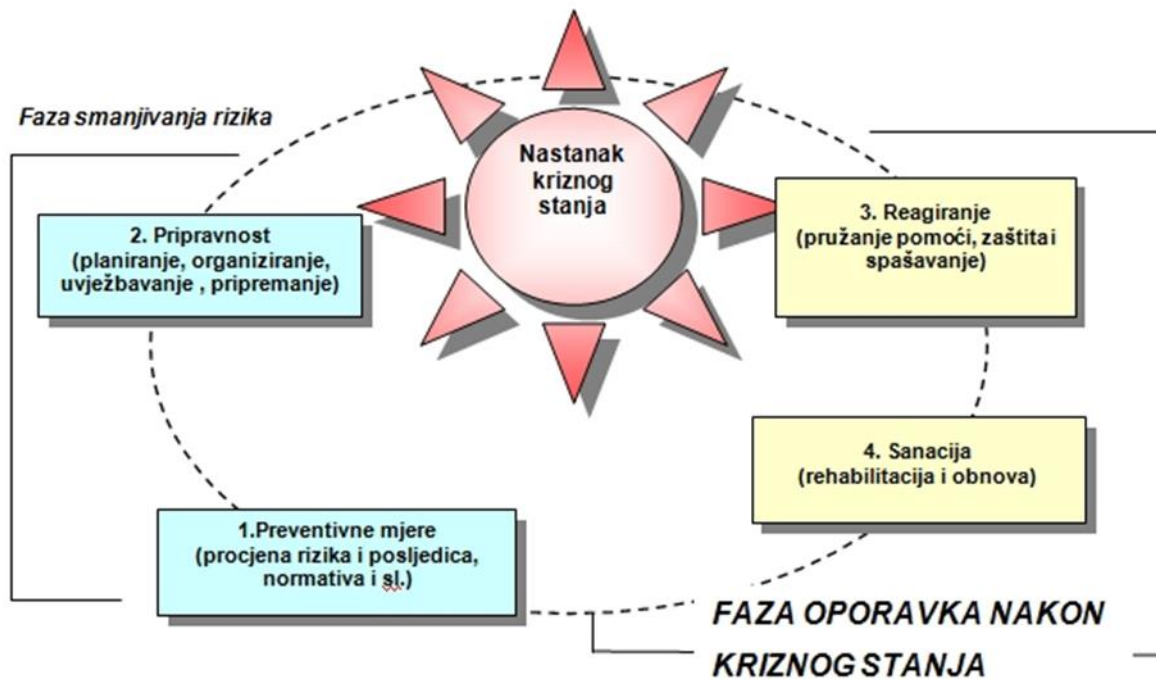 Faza smanjivanja rizika
Nastanak
kriznog
stanja
2. Pripravnost
(planiranje, organiziranje,
uvježbavanje , pripremanje)
3. Reagiranje
(pružanje pomoći, zaštita i
spašavanje)
4. Sanacija
(rehabilitacija i obnova)
1.Preventivne mjere
(procjena rizika i posljedica,
normativa i sl.)
FAZA OPORAVKA NAKON
KRIZNOG STANJA